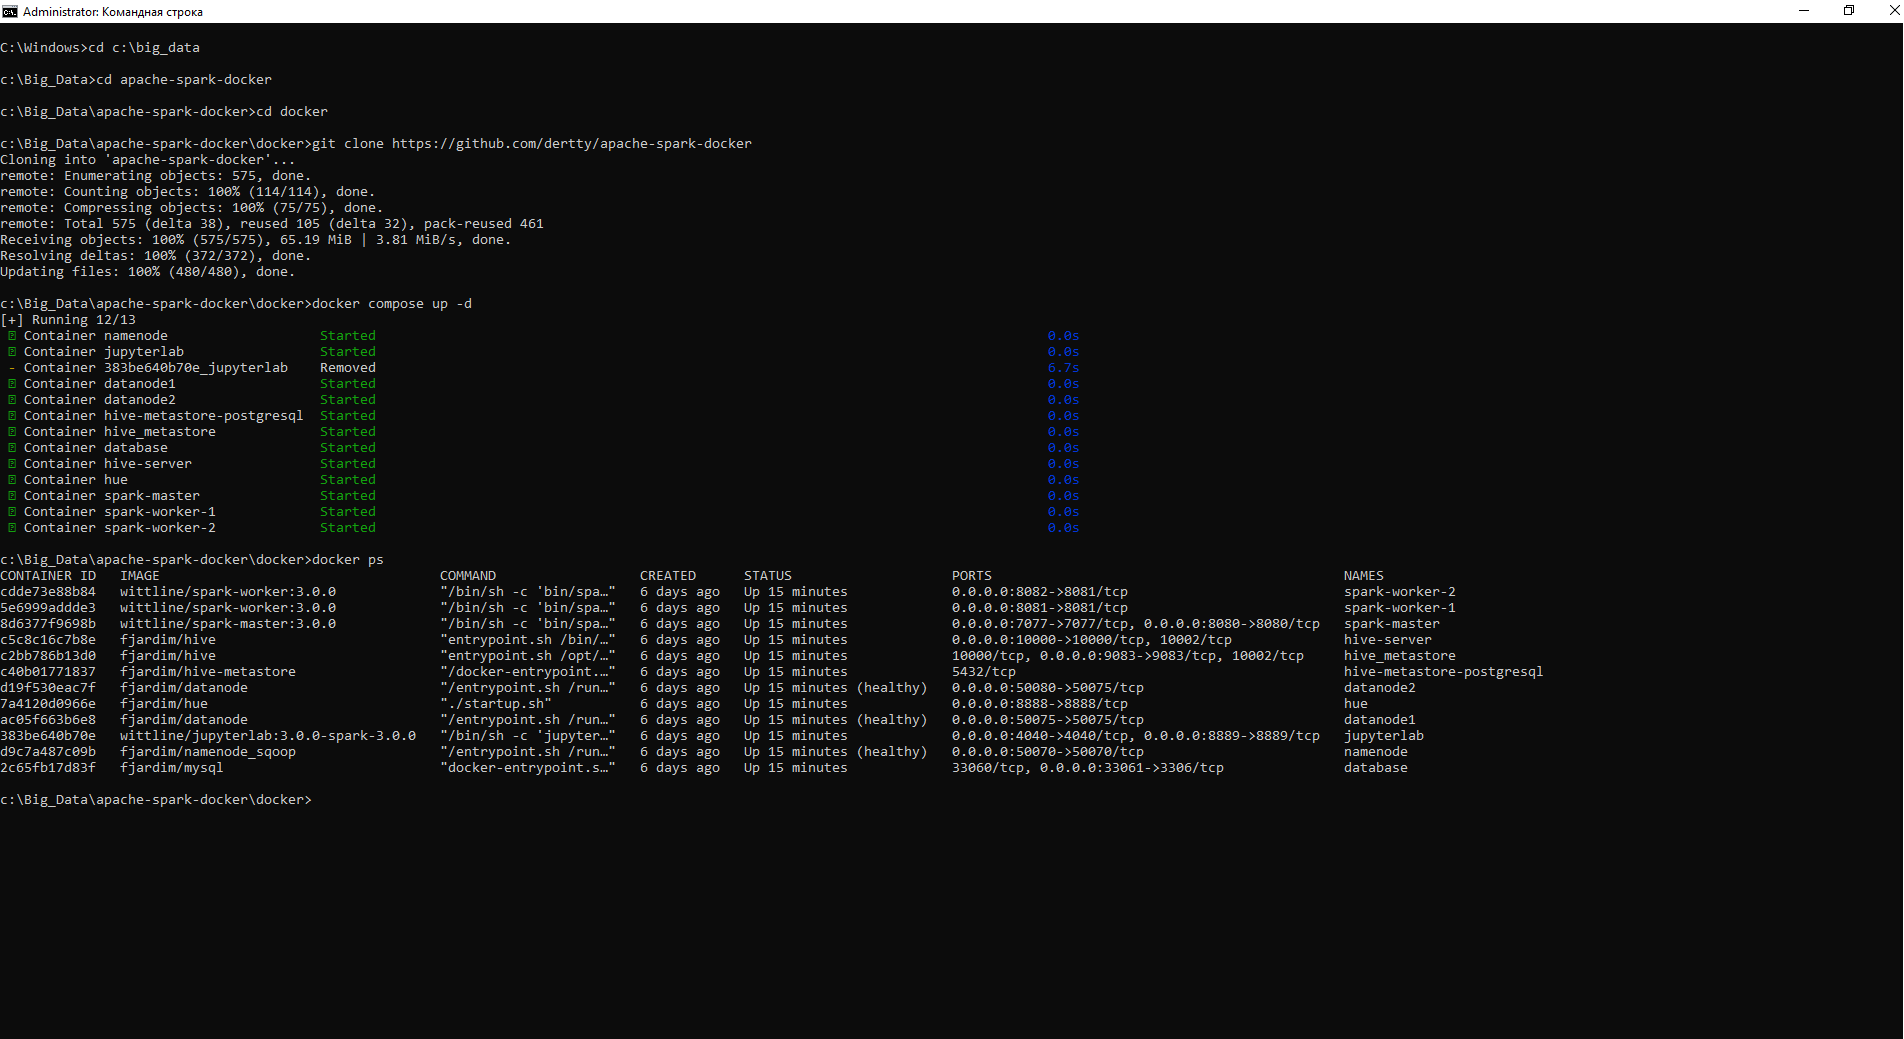 Administrator: Командная строка
C:\Windows>cd c:\big_data
c:\Big_Data>cd apache-spark-docker
c:\Big_Data\apache-spark-docker>cd docker
c:\Big_Data\apache-spark-docker\docker>git clone https://github.com/dertty/apache-spark-docker
Cloning into 'apache-spark-docker'...
remote: Enumerating objects: 575, done.
remote: Counting objects: 100% (114/114), done.
remote: Compressing objects: 100% (75/75), done.
remote: Total 575 (delta 38), reused 105 (delta 32), pack-reused 461
Receiving objects: 100% (575/575), 65.19 MiB | 3.81 MiB/s, done.
Resolving deltas: 100% (372/372), done.
Updating files: 100% (480/480), done.
c:\Big_Data\apache-spark-docker\docker>docker compose up -d
[+] Running 12/13
Container namenode Started 0.0s
Container jupyterlab Started 0.0s
- Container 383be640b70e_jupyterlab Removed 6.7s
Container datanode1 Started 0.0s
Container datanode2 Started 0.0s
Container hive-metastore-postgresql Started 0.0s
Container hive_metastore Started 0.0s
Container database Started 0.0s
Container hive-server Started 0.0s
Container hue Started 0.0s
Container spark-master Started 0.0s
Container spark-worker-1 Started 0.0s
Container spark-worker-2 Started 0.0s
c:\Big_Data\apache-spark-docker\docker>docker ps
CONTAINER ID IMAGE COMMAND CREATED STATUS PORTS NAMES
cdde73e88b84 wittline/spark-worker:3.0.0 "/bin/sh -c 'bin/spa…" 6 days ago Up 15 minutes 0.0.0.0:8082->8081/tcp spark-worker-2
5e6999addde3 wittline/spark-worker:3.0.0 "/bin/sh -c 'bin/spa…" 6 days ago Up 15 minutes 0.0.0.0:8081->8081/tcp spark-worker-1
8d6377f9698b wittline/spark-master:3.0.0 "/bin/sh -c 'bin/spa…" 6 days ago Up 15 minutes 0.0.0.0:7077->7077/tcp, 0.0.0.0:8080->8080/tcp spark-master
c5c8c16c7b8e fjardim/hive "entrypoint.sh /bin/…" 6 days ago Up 15 minutes 0.0.0.0:10000->10000/tcp, 10002/tcp hive-server
c2bb786b13d0 fjardim/hive "entrypoint.sh /opt/…" 6 days ago Up 15 minutes 10000/tcp, 0.0.0.0:9083->9083/tcp, 10002/tcp hive_metastore
c40b01771837 fjardim/hive-metastore "/docker-entrypoint.…" 6 days ago Up 15 minutes 5432/tcp hive-metastore-postgresql
d19f530eac7f fjardim/datanode "/entrypoint.sh /run…" 6 days ago Up 15 minutes (healthy) 0.0.0.0:50080->50075/tcp datanode2
7a4120d0966e fjardim/hue "./startup.sh" 6 days ago Up 15 minutes 0.0.0.0:8888->8888/tcp hue
ac05f663b6e8 fjardim/datanode "/entrypoint.sh /run…" 6 days ago Up 15 minutes (healthy) 0.0.0.0:50075->50075/tcp datanode1
383be640b70e wittline/jupyterlab:3.0.0-spark-3.0.0 "/bin/sh -c 'jupyter…" 6 days ago Up 15 minutes 0.0.0.0:4040->4040/tcp, 0.0.0.0:8889->8889/tcp jupyterlab
d9c7a487c09b fjardim/namenode_sqoop "/entrypoint.sh /run…" 6 days ago Up 15 minutes (healthy) 0.0.0.0:50070->50070/tcp namenode
2c65fb17d83f fjardim/mysql "docker-entrypoint.s…" 6 days ago Up 15 minutes 33060/tcp, 0.0.0.0:33061->3306/tcp database
c:\Big_Data\apache-spark-docker\docker>